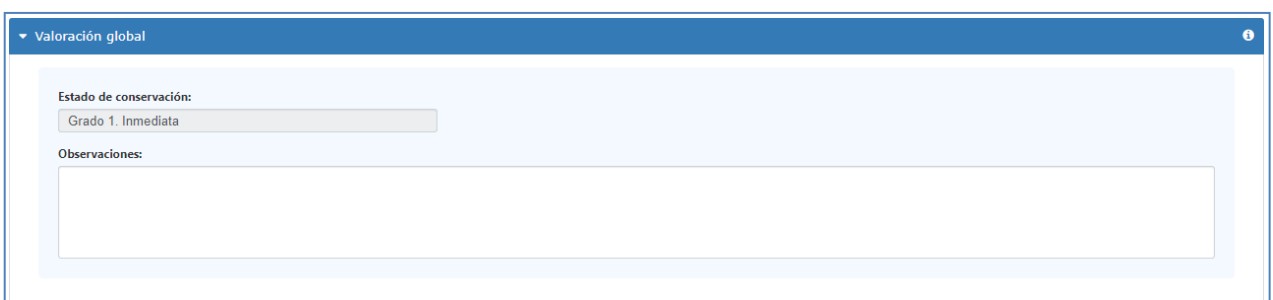 Valoración global
Estado de conservación:
Grado 1. Inmediata
Observaciones: